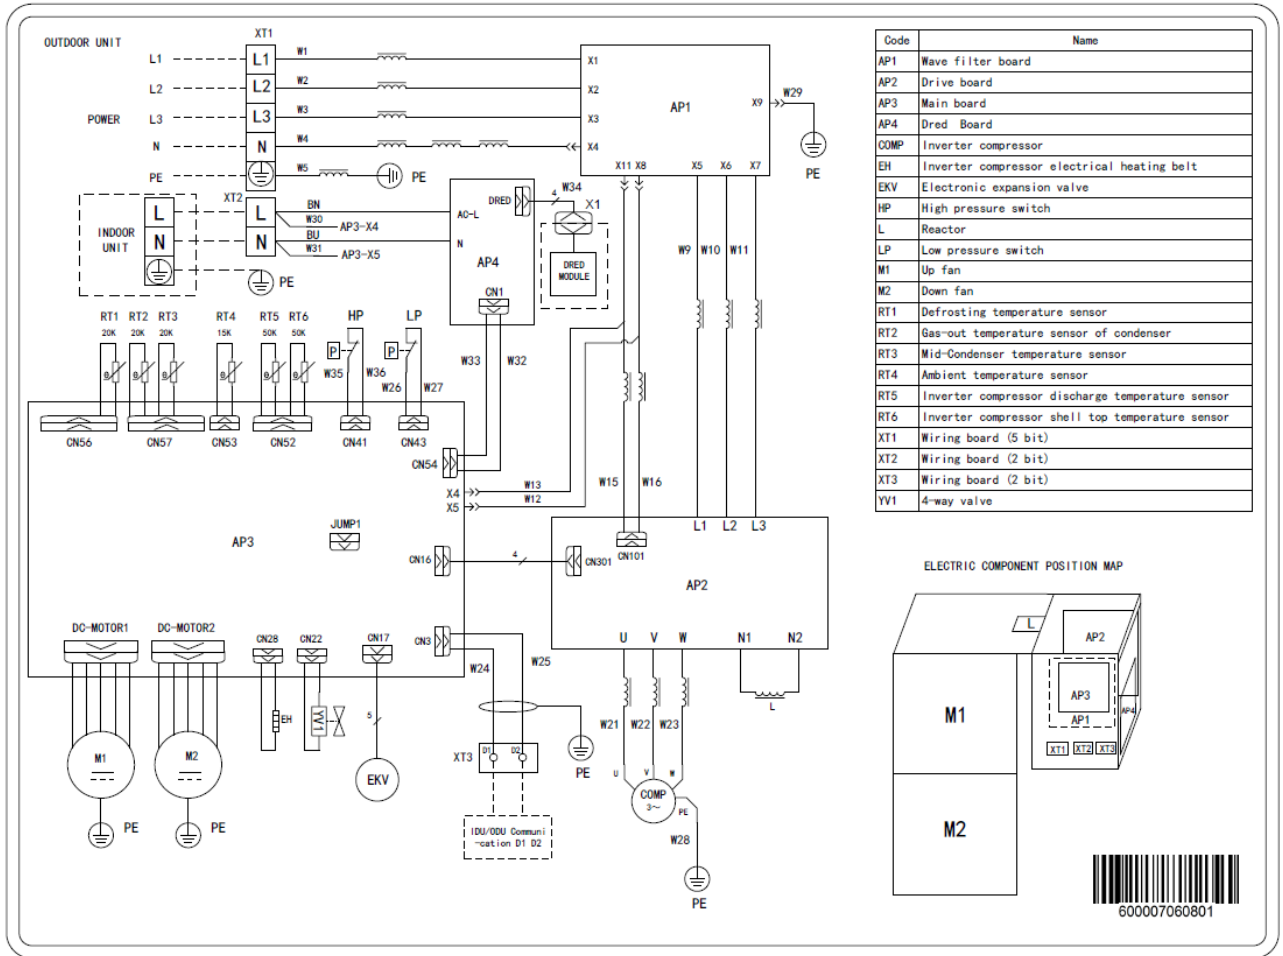 OUTDOOR UNIT
XT1
L1
L1
W1
X1
L2
L2
W2
X2
POWER
L3
L3
W3
X3
N
N
W4
X4
PE
W5
PE
AP1
X9
W29
PE
X11
X8
X5
X6
X7
INDOOR
UNIT
L
N
XT2
L
N
BN
W30
AP3-X4
BU
W31
AP3-X5
PE
AC-L
N
DRED
AP4
CN1
4
W34
X1
DRED
MODULE
W9
W10
W11
RT1
RT2
RT3
RT4
RT5
RT6
HP
LP
20K
20K
20K
15K
50K
50K
θ
θ
θ
θ
θ
θ
P
P
W35
W36
W26
W27
W33
W32
CN56
CN57
CN53
CN52
CN41
CN43
CN54
X4
X5
W13
W12
W15
W16
JUMP1
AP3
CN16
4
CN301
CN101
L1
L2
L3
AP2
DC-MOTOR1
DC-MOTOR2
CN28
CN22
CN17
CN3
W24
W25
U
V
W
N1
N2
L
EH
YV1
5
W21
W22
W23
M1
M2
EKV
XT3
D1
D2
PE
U
V
W
COMP
3~
PE
W28
PE
PE
PE
IDU/ODU Communi
-cation D1 D2
Code Name
AP1 Wave filter board
AP2 Drive board
AP3 Main board
AP4 Dred Board
COMP Inverter compressor
EH Inverter compressor electrical heating belt
EKV Electronic expansion valve
HP High pressure switch
L Reactor
LP Low pressure switch
M1 Up fan
M2 Down fan
RT1 Defrosting temperature sensor
RT2 Gas-out temperature sensor of condenser
RT3 Mid-Condenser temperature sensor
RT4 Ambient temperature sensor
RT5 Inverter compressor discharge temperature sensor
RT6 Inverter compressor shell top temperature sensor
XT1 Wiring board (5 bit)
XT2 Wiring board (2 bit)
XT3 Wiring board (2 bit)
YV1 4-way valve
ELECTRIC COMPONENT POSITION MAP
L
AP2
AP3
AP1
AP4
XT1
XT2
XT3
M1
M2
600007060801